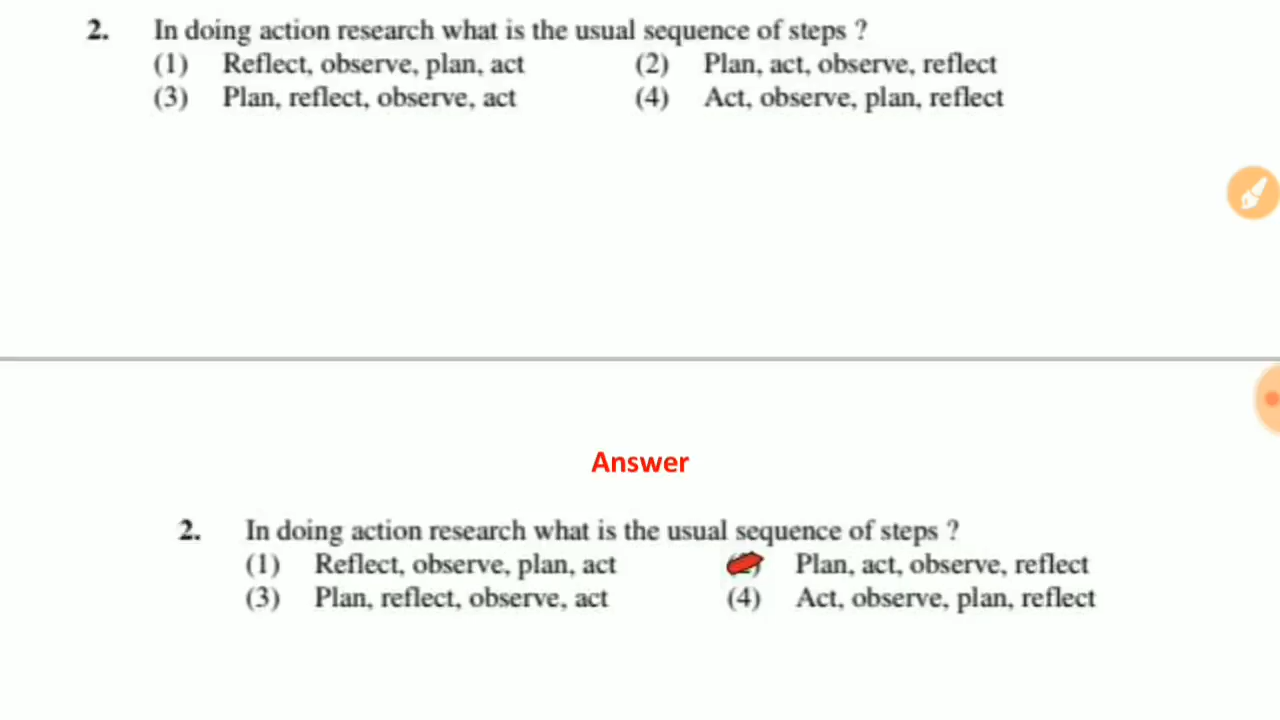 2. In doing action research what is the usual sequence of steps ?
(1) Reflect, observe, plan, act (2) Plan, act, observe, reflect
(3) Plan, reflect, observe, act (4) Act, observe, plan, reflect
Answer
2. In doing action research what is the usual sequence of steps ?
(1) Reflect, observe, plan, act Plan, act, observe, reflect
(3) Plan, reflect, observe, act (4) Act, observe, plan, reflect